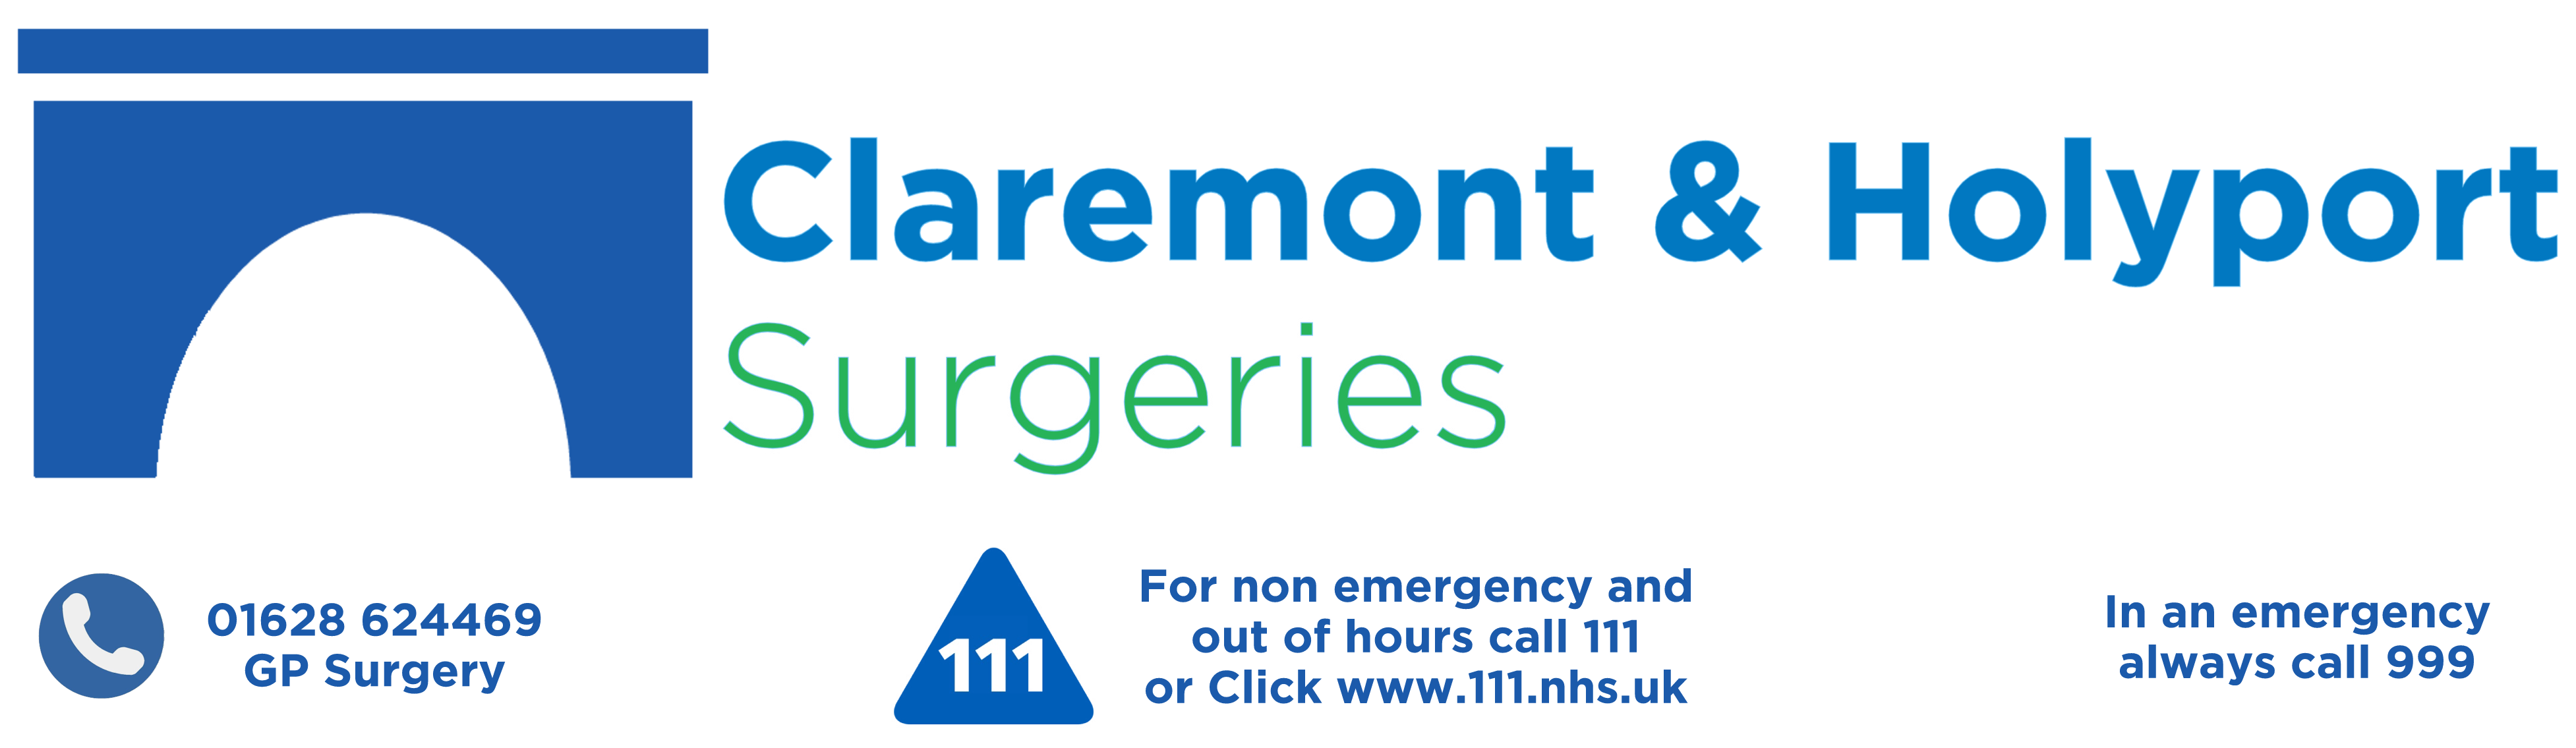 Claremont & Holyport
Surgeries
01628 624469
GP Surgery
111
For non emergency and
out of hours call 111
or Click www.111.nhs.uk
In an emergency
always call 999